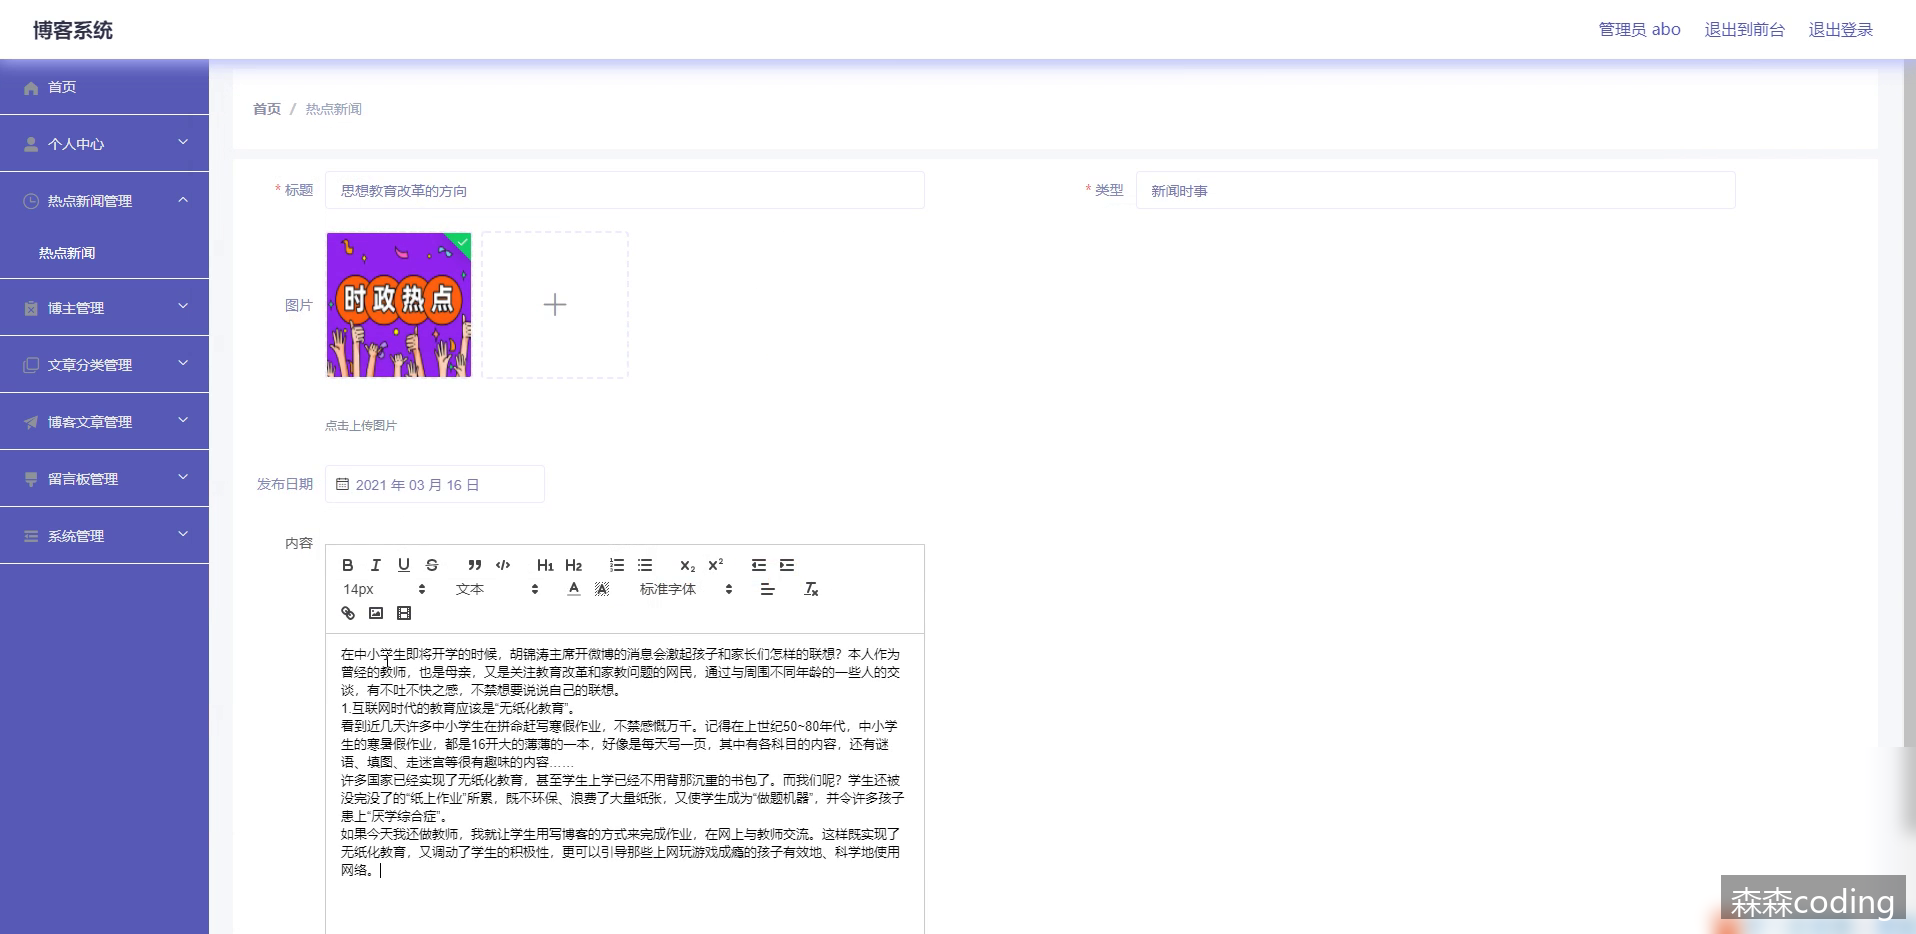 博客系统
管理员 abo
退出到前台
退出登录
首页
个人中心
热点新闻管理
热点新闻
博主管理
文章分类管理
博客文章管理
留言板管理
系统管理
首页 / 热点新闻
* 标题
思想教育改革的方向
* 类型
新闻时事
图片
时政热点
点击上传图片
发布日期
2021 年 03 月 16 日
内容
B I U S ” </> H1 H2 X₂ X²
14px 文本 A A 标准字体 Tx
在中小学生即将开学的时候，胡锦涛主席开微博的消息会激起孩子和家长们怎样的联想？本人作为
曾经的教师，也是母亲，又是关注教育改革和家教问题的网民，通过与周围不同年龄的一些人的交
谈，有不吐不快之感，不禁想要说说自己的联想。
1.互联网时代的教育应该是“无纸化教育”。
看到近几天许多中小学生在拼命赶写寒假作业，不禁感慨万千。记得在上世纪50~80年代，中小学
生的寒暑假作业，都是16开大的薄薄的一本，好像是每天写一页，其中有各科目的内容，还有谜
语、填图、走迷宫等很有趣味的内容……
许多国家已经实现了无纸化教育，甚至学生上学已经不用背那沉重的书包了。而我们呢？学生还被
没完没了的“纸上作业”所累，既不环保、浪费了大量纸张，又使学生成为“做题机器”，并令许多孩子
患上“厌学综合症”。
如果今天我还做教师，我就让学生用写博客的方式来完成作业，在网上与教师交流。这样既实现了
无纸化教育，又调动了学生的积极性，更可以引导那些上网玩游戏成瘾的孩子有效地、科学地使用
网络。
森森coding